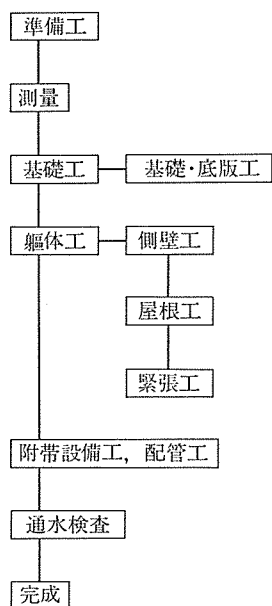 準備工
測量
基礎工
基礎・底版工
躯体工
側壁工
屋根工
緊張工
附帯設備工，配管工
通水検査
完成